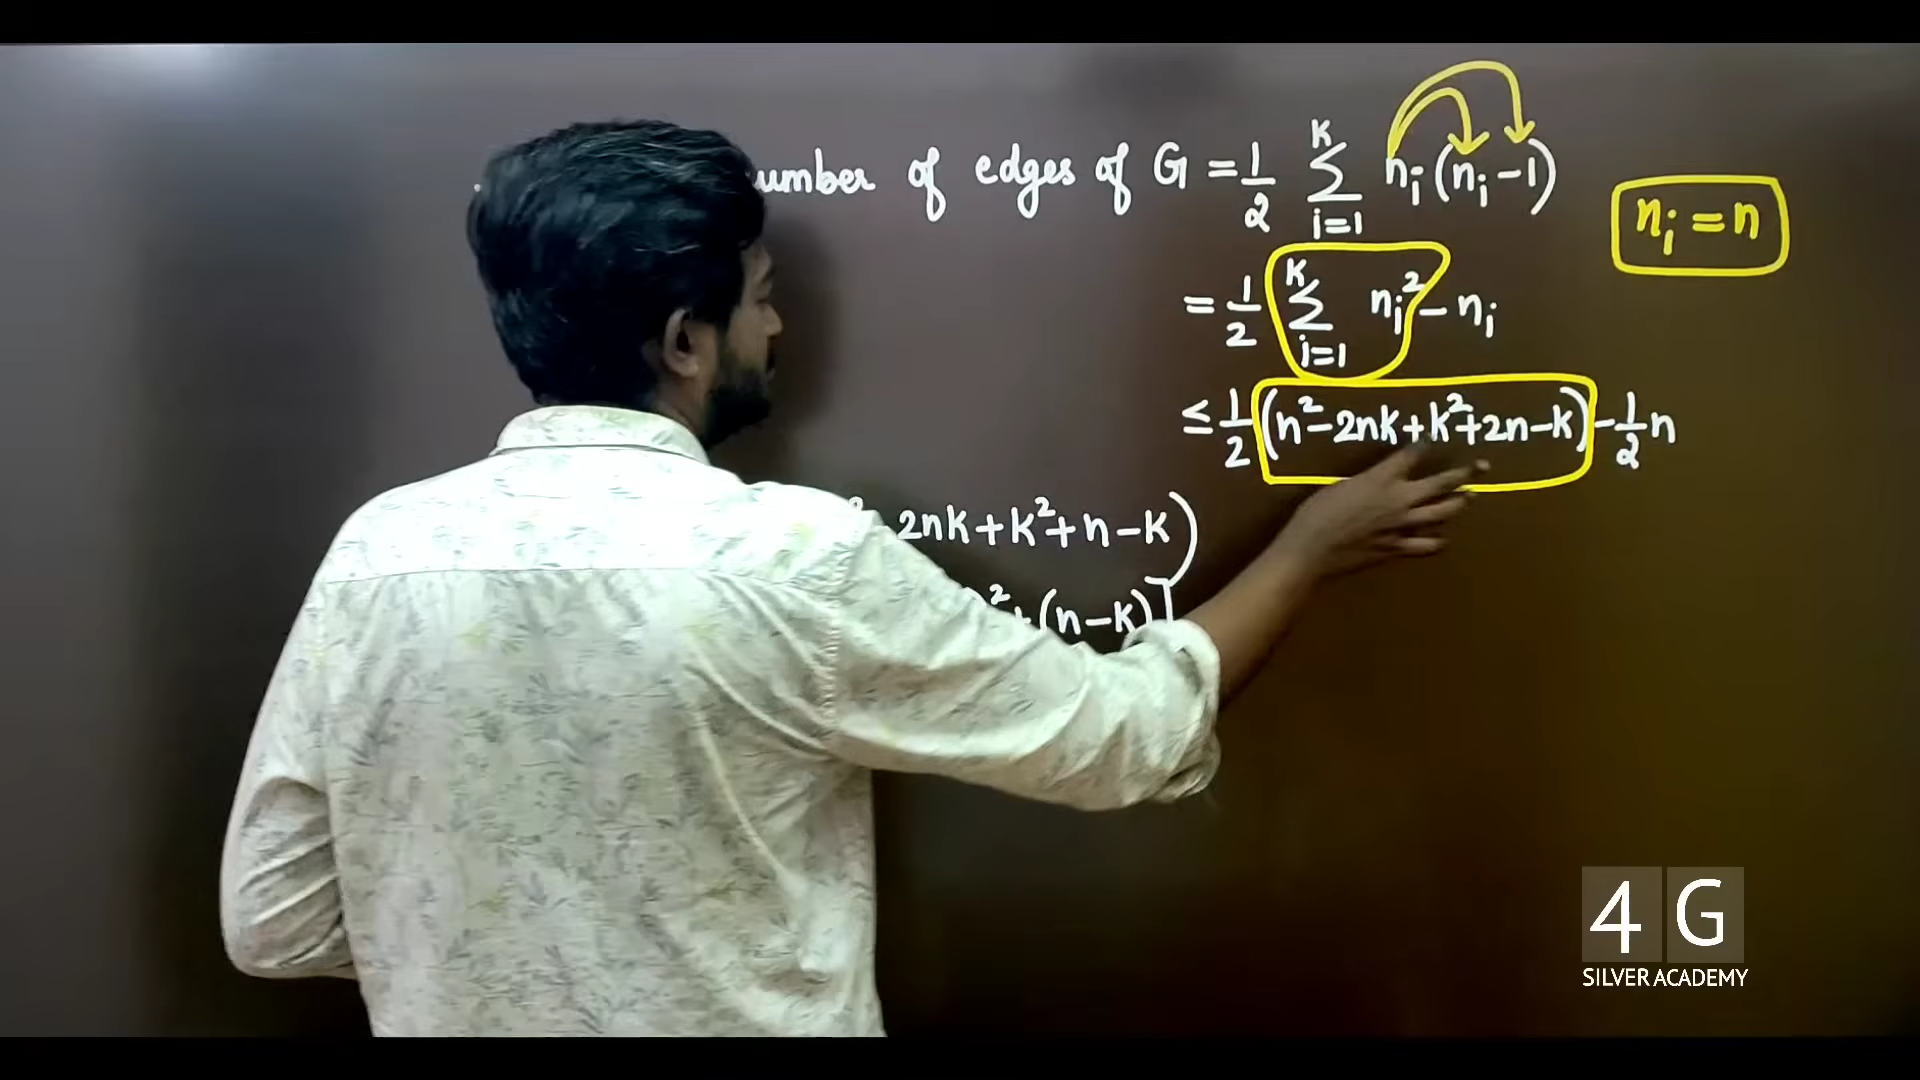 umber of edges of G = 1/2 Σ_{i=1}^{k} n_i (n_i - 1)
n_i = n
= 1/2 Σ_{i=1}^{k} n_i² - n_i
≤ 1/2 (n² - 2nk + k² + 2n - k) - 1/2 n
2nk + k² + n - k)
² + (n - k)]
4G
SILVER ACADEMY